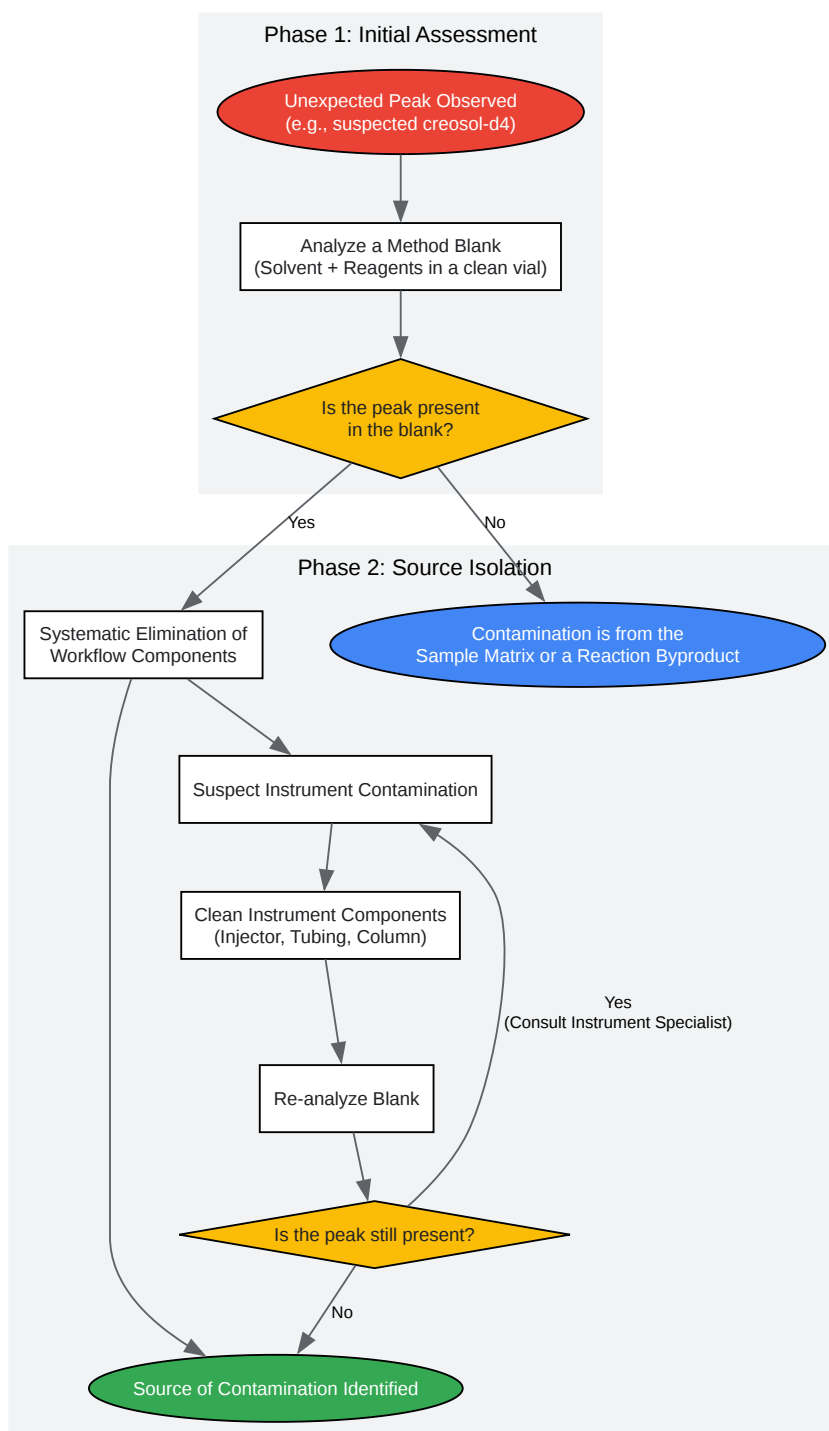 Phase 1: Initial Assessment
Unexpected Peak Observed
(e.g., suspected creosol-d4)
Analyze a Method Blank
(Solvent + Reagents in a clean vial)
Is the peak present
in the blank?
Yes
No
Phase 2: Source Isolation
Systematic Elimination of
Workflow Components
Contamination is from the
Sample Matrix or a Reaction Byproduct
Suspect Instrument Contamination
Clean Instrument Components
(Injector, Tubing, Column)
Yes
(Consult Instrument Specialist)
Re-analyze Blank
Is the peak still present?
No
Source of Contamination Identified